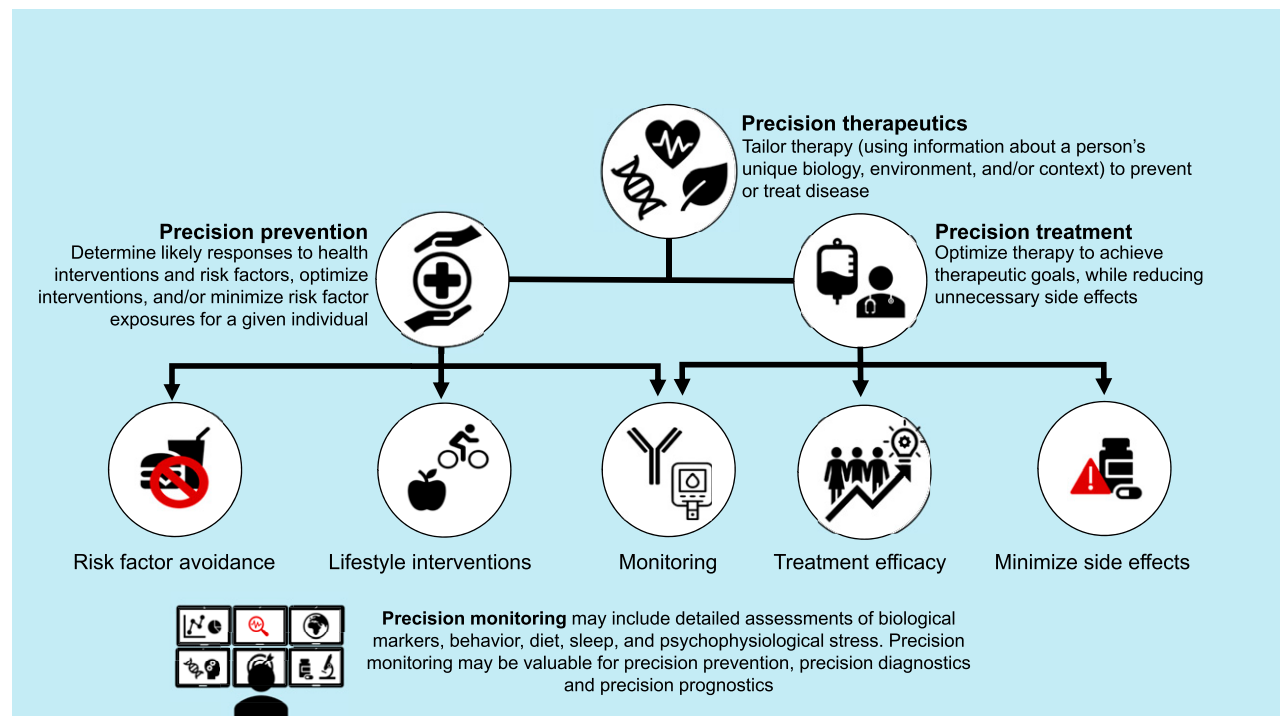 Precision therapeutics
Tailor therapy (using information about a person's
unique biology, environment, and/or context) to prevent
or treat disease
Precision prevention
Determine likely responses to health
interventions and risk factors, optimize
interventions, and/or minimize risk factor
exposures for a given individual
Precision treatment
Optimize therapy to achieve
therapeutic goals, while reducing
unnecessary side effects
Risk factor avoidance
Lifestyle interventions
Monitoring
Treatment efficacy
Minimize side effects
Precision monitoring may include detailed assessments of biological
markers, behavior, diet, sleep, and psychophysiological stress. Precision
monitoring may be valuable for precision prevention, precision diagnostics
and precision prognostics